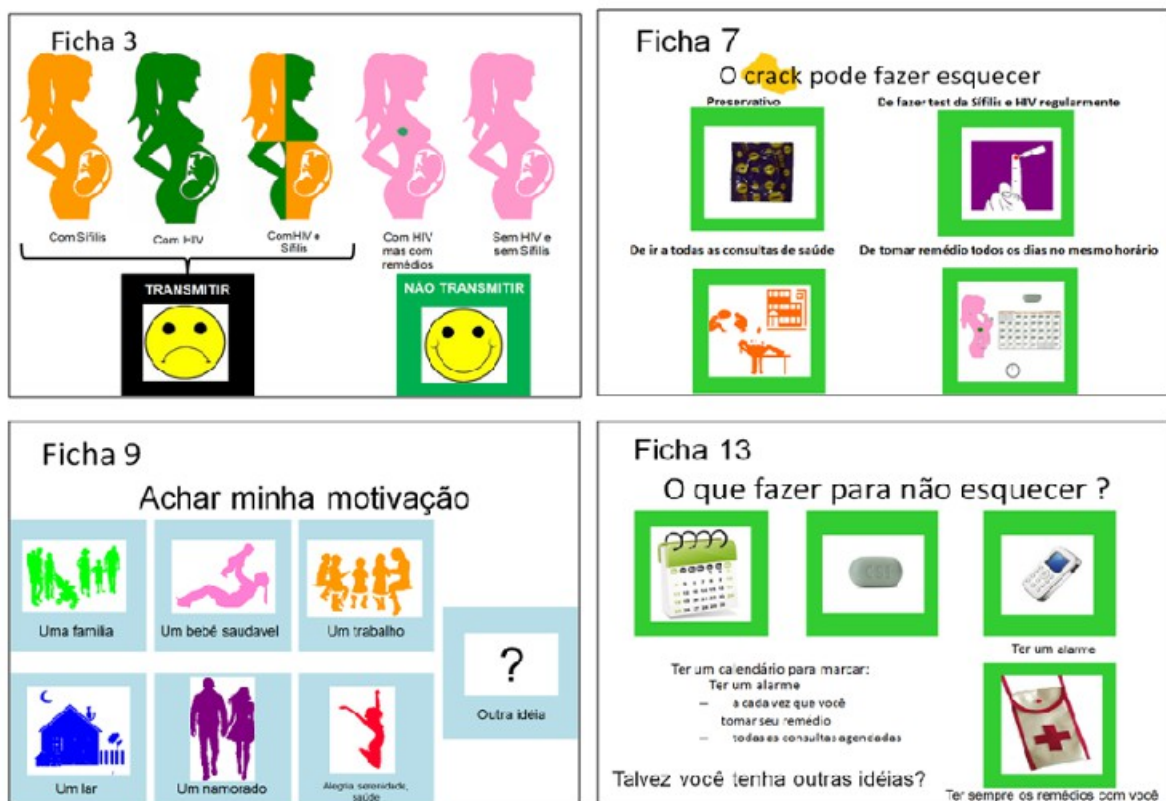 Ficha 3
Com Sífilis
Com HIV
Com HIV e
Sífilis
Com HIV
mas com
remédios
Sem HIV e
sem Sífilis
TRANSMITIR
NÃO TRANSMITIR
Ficha 7
O crack pode fazer esquecer
Preservativo
De fazer test da Sífilis e HIV regularmente
De ir a todas as consultas de saúde
De tomar remédio todos os dias no mesmo horário
Ficha 9
Achar minha motivação
Uma família
Um bebê saudavel
Um trabalho
?
Outra idéia
Um lar
Um namorado
Alegria, serenidade,
saúde
Ficha 13
O que fazer para não esquecer ?
Ter um alarme
Ter um calendário para marcar:
Ter um alarme
– a cada vez que você
tomar seu remédio
– todas as consultas agendadas
Talvez você tenha outras idéias?
Ter sempre os remédios com você